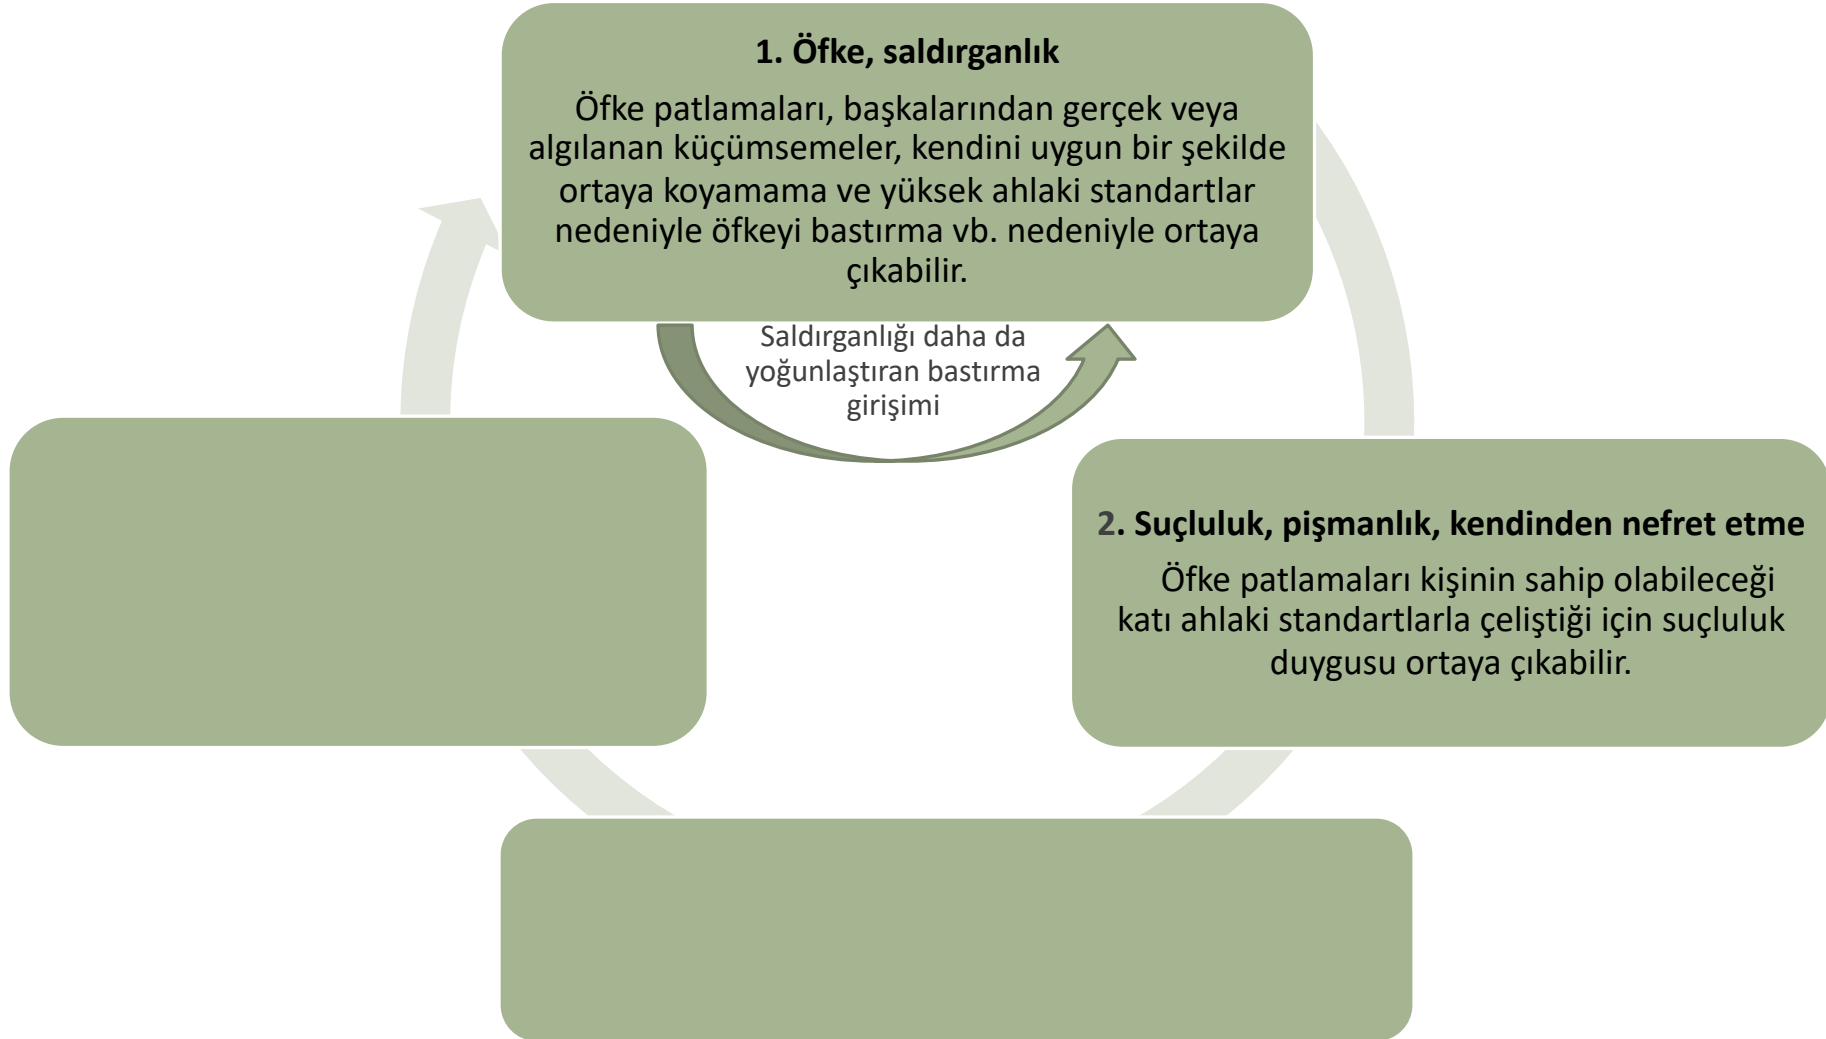 1. Öfke, saldırganlık
Öfke patlamaları, başkalarından gerçek veya
algılanan küçümsemeler, kendini uygun bir şekilde
ortaya koyamama ve yüksek ahlaki standartlar
nedeniyle öfkeyi bastırma vb. nedeniyle ortaya
çıkabilir.
Saldırganlığı daha da
yoğunlaştıran bastırma
girişimi
2. Suçluluk, pişmanlık, kendinden nefret etme
Öfke patlamaları kişinin sahip olabileceği
katı ahlaki standartlarla çeliştiği için suçluluk
duygusu ortaya çıkabilir.